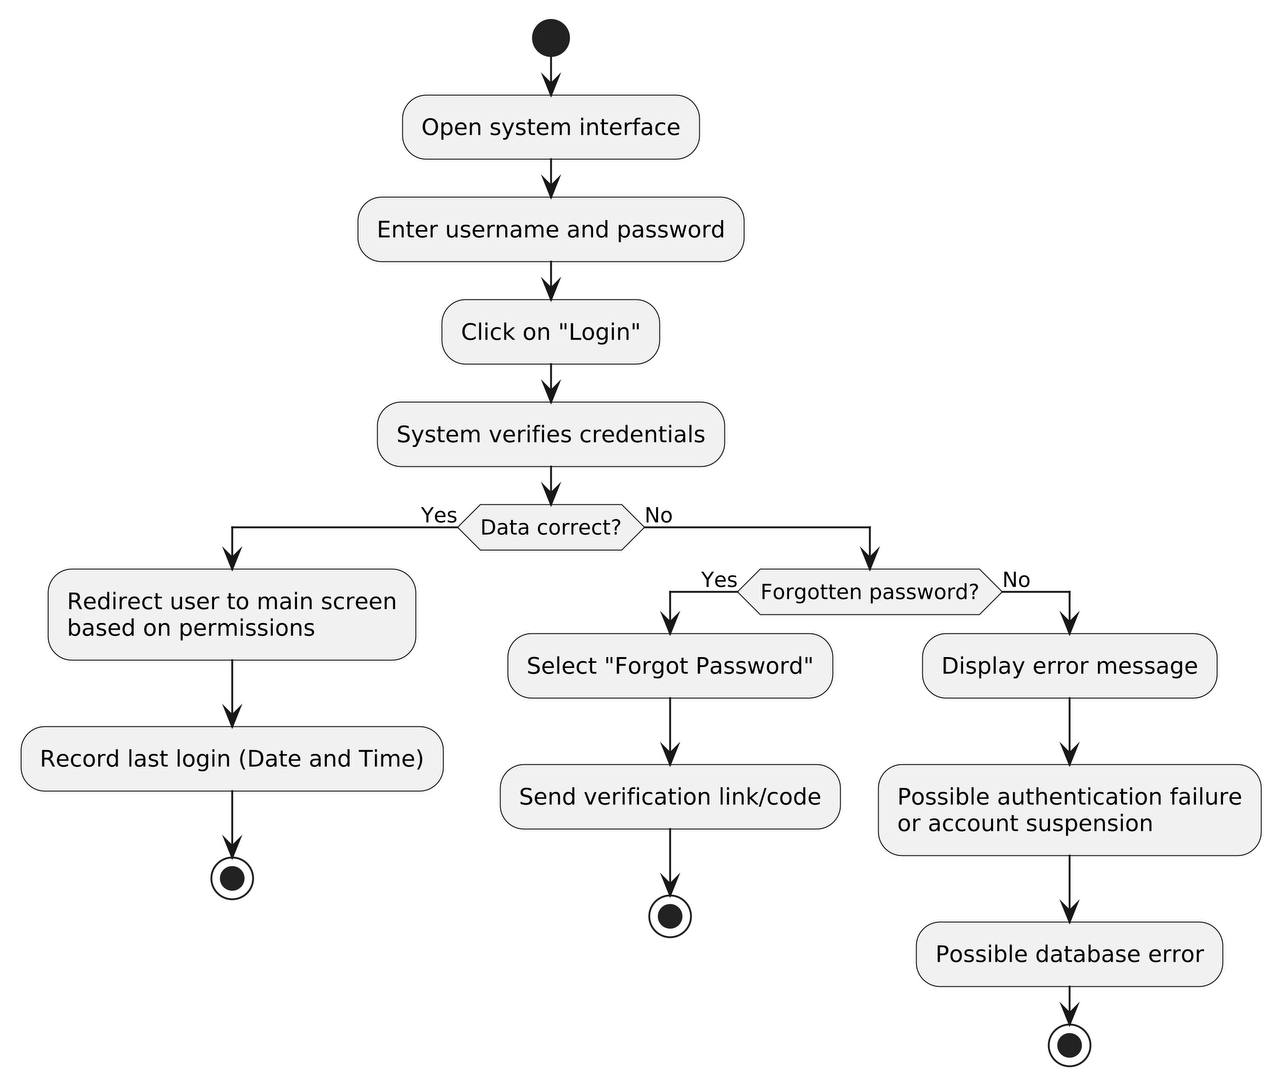 Open system interface
Enter username and password
Click on "Login"
System verifies credentials
Yes
Data correct?
No
Redirect user to main screen
based on permissions
Record last login (Date and Time)
Yes
Forgotten password?
No
Select "Forgot Password"
Send verification link/code
Display error message
Possible authentication failure
or account suspension
Possible database error